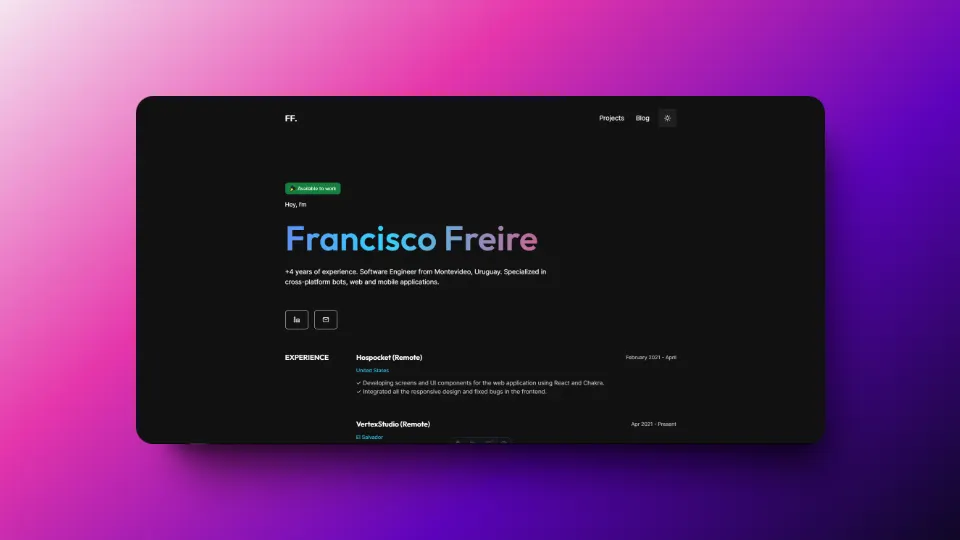 FF.
Projects Blog
Available to work
Hey, I'm
Francisco Freire
+4 years of experience. Software Engineer from Montevideo, Uruguay. Specialized in
cross-platform bots, web and mobile applications.
EXPERIENCE
Hospocket (Remote)
February 2021 - April
United States
✓ Developing screens and UI components for the web application using React and Chakra.
✓ Integrated all the responsive design and fixed bugs in the frontend.
VertexStudio (Remote)
Apr 2021 - Present
El Salvador